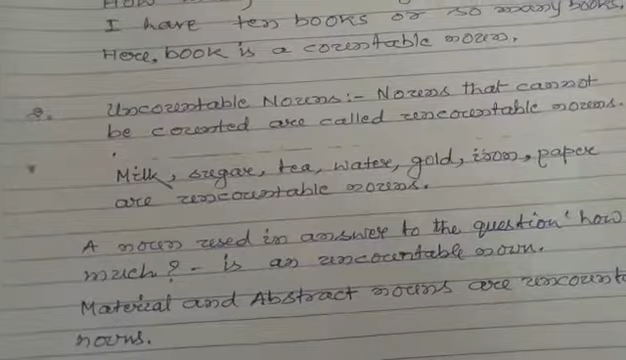 I have ten books or so many books.
Here, book is a countable noun.
2. Uncountable Nouns:- Nouns that cannot
be counted are called uncountable nouns.
Milk, sugar, tea, water, gold, iron, paper
are uncountable nouns.
A noun used in answer to the question 'how
much? - is an uncountable noun.
Material and Abstract nouns are uncounta
nouns.